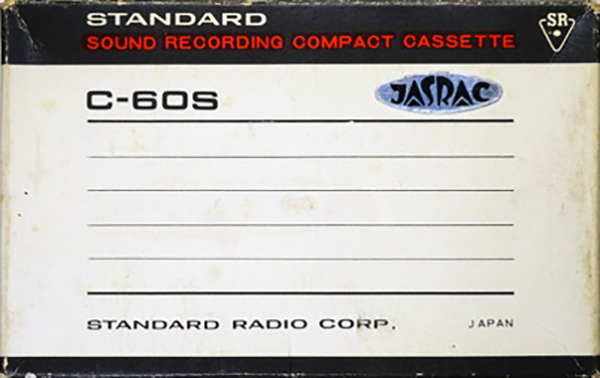 STANDARD
SR
SOUND RECORDING COMPACT CASSETTE
C-60S
JASRAC
STANDARD RADIO CORP.
JAPAN